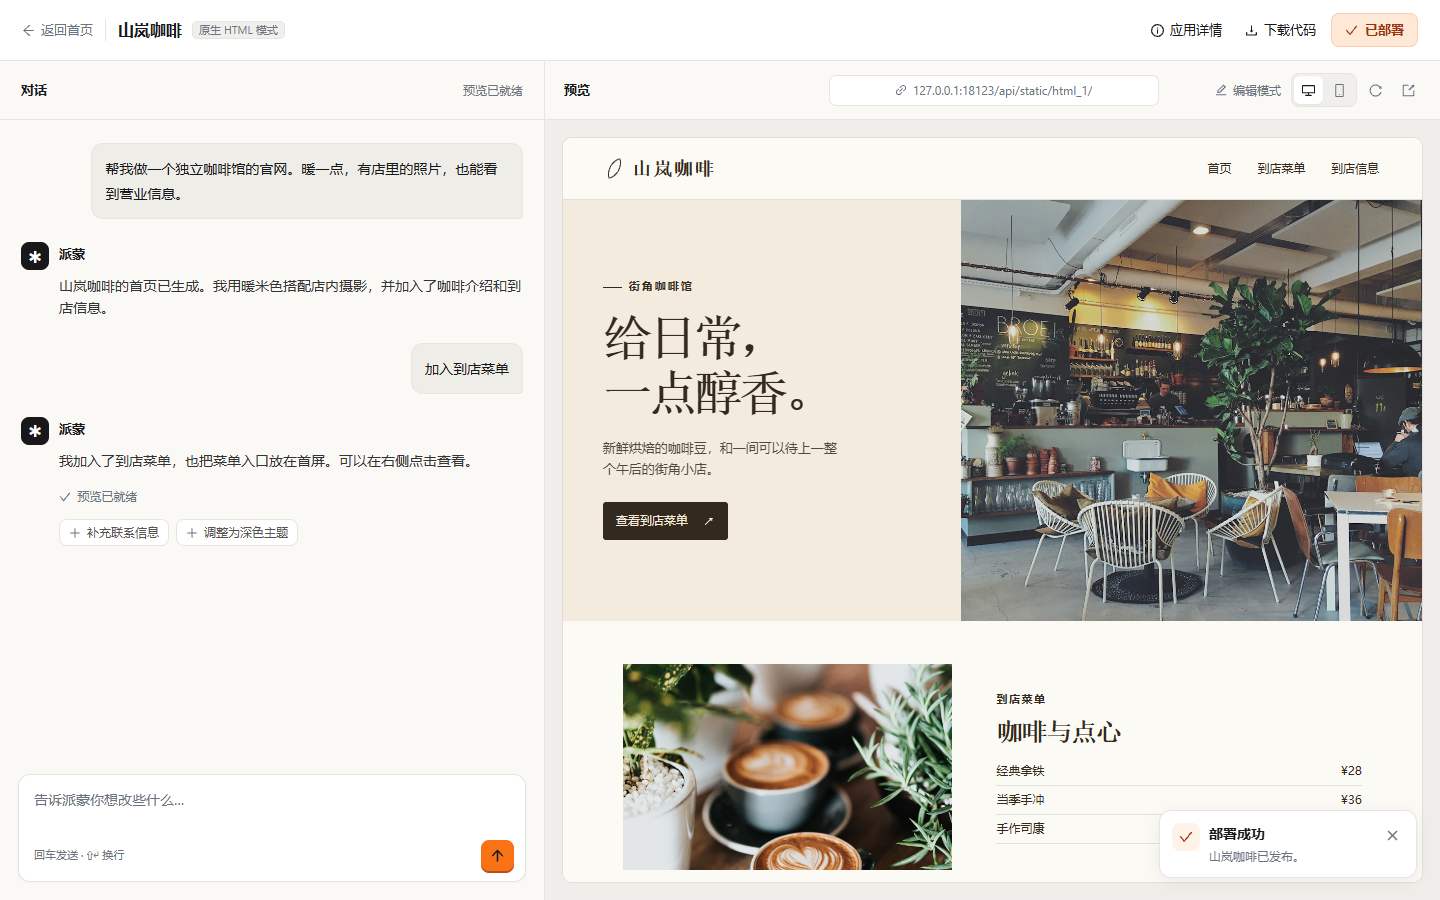 返回首页
山岚咖啡
原生 HTML 模式
应用详情
下载代码
已部署
对话
预览已就绪
预览
127.0.0.1:18123/api/static/html_1/
编辑模式
帮我做一个独立咖啡馆的官网。暖一点，有店里的照片，也能看
到营业信息。
派蒙
山岚咖啡的首页已生成。我用暖米色搭配店内摄影，并加入了咖啡介绍和到
店信息。
加入到店菜单
派蒙
我加入了到店菜单，也把菜单入口放在首屏。可以在右侧点击查看。
预览已就绪
补充联系信息
调整为深色主题
告诉派蒙你想改些什么...
回车发送 · ⇧↵ 换行
山岚咖啡
首页
到店菜单
到店信息
街角咖啡馆
给日常，
一点醇香。
新鲜烘焙的咖啡豆，和一间可以待上一整
个午后的街角小店。
查看到店菜单 ↗
BROEI
到店菜单
咖啡与点心
经典拿铁 ¥28
当季手冲 ¥36
手作司康
部署成功
山岚咖啡已发布。